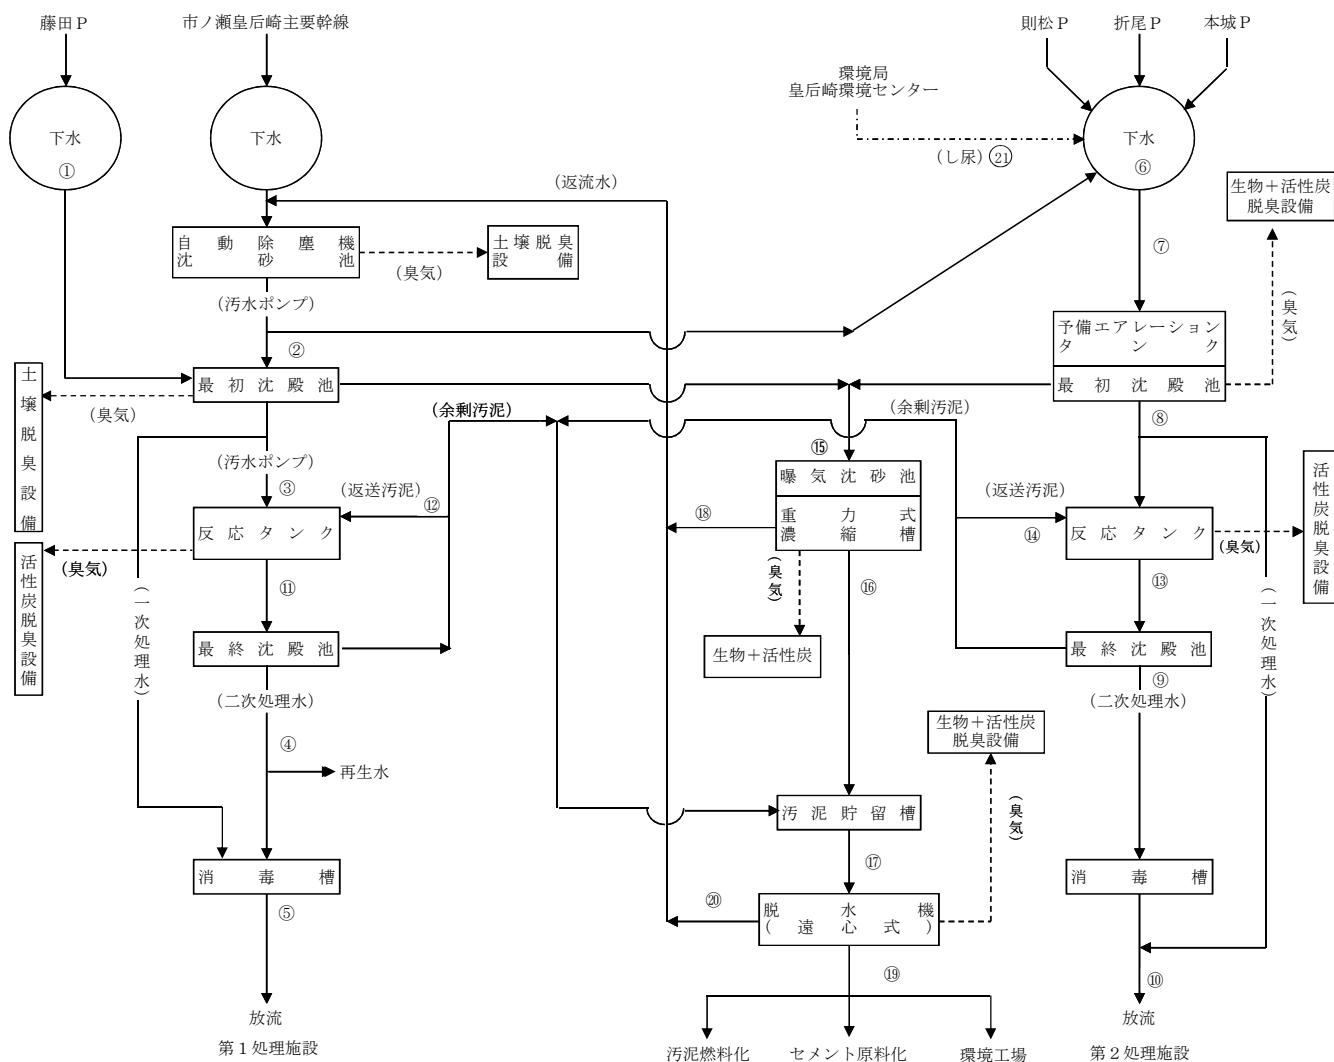 藤田P
市ノ瀬皇后崎主要幹線
則松P
折尾P
本城P
環境局
皇后崎環境センター
下水
①
下水
下水
⑥
(し尿)㉑
(返流水)
生物+活性炭
脱臭設備
自動除塵機
沈砂池
(臭気)
土壌脱臭
設備
⑦
(臭気)
(汚水ポンプ)
予備エアレーション
タンク
②
土壌脱臭設備
最初沈殿池
最初沈殿池
(臭気)
(余剰汚泥)
(余剰汚泥)
⑧
(汚水ポンプ)
⑮
曝気沈砂池
活性炭脱臭設備
③
(返送汚泥)
⑫
(返送汚泥)
⑱
重力式
濃縮槽
反応タンク
⑭
反応タンク
(臭気)
活性炭脱臭設備
(臭気)
(臭気)
⑪
⑯
⑬
(一次処理水)
(一次処理水)
最終沈殿池
生物+活性炭
最終沈殿池
⑨
(二次処理水)
(二次処理水)
生物+活性炭
脱臭設備
④
再生水
(臭気)
汚泥貯留槽
⑰
消毒槽
消毒槽
⑤
⑳
脱水機
(遠心式)
⑲
⑩
放流
放流
第1処理施設
汚泥燃料化
セメント原料化
環境工場
第2処理施設